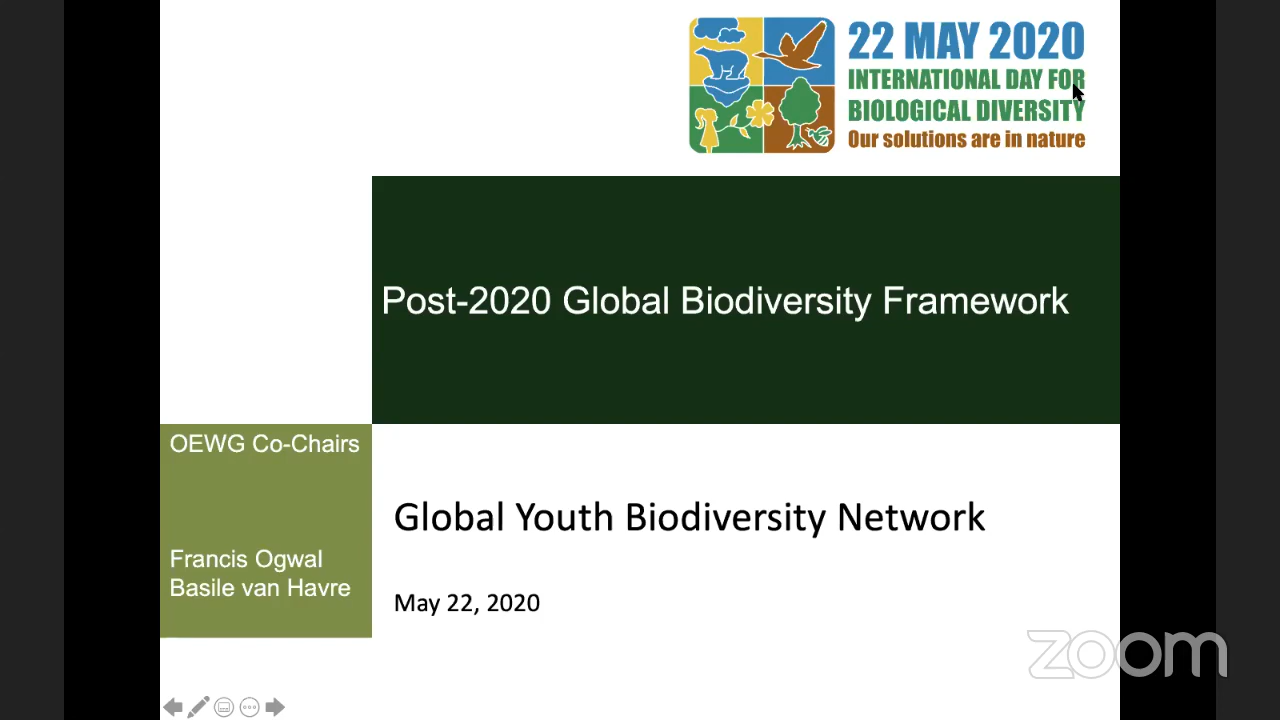 22 MAY 2020
INTERNATIONAL DAY FOR
BIOLOGICAL DIVERSITY
Our solutions are in nature
Post-2020 Global Biodiversity Framework
OEWG Co-Chairs
Francis Ogwal
Basile van Havre
Global Youth Biodiversity Network
May 22, 2020
zoom